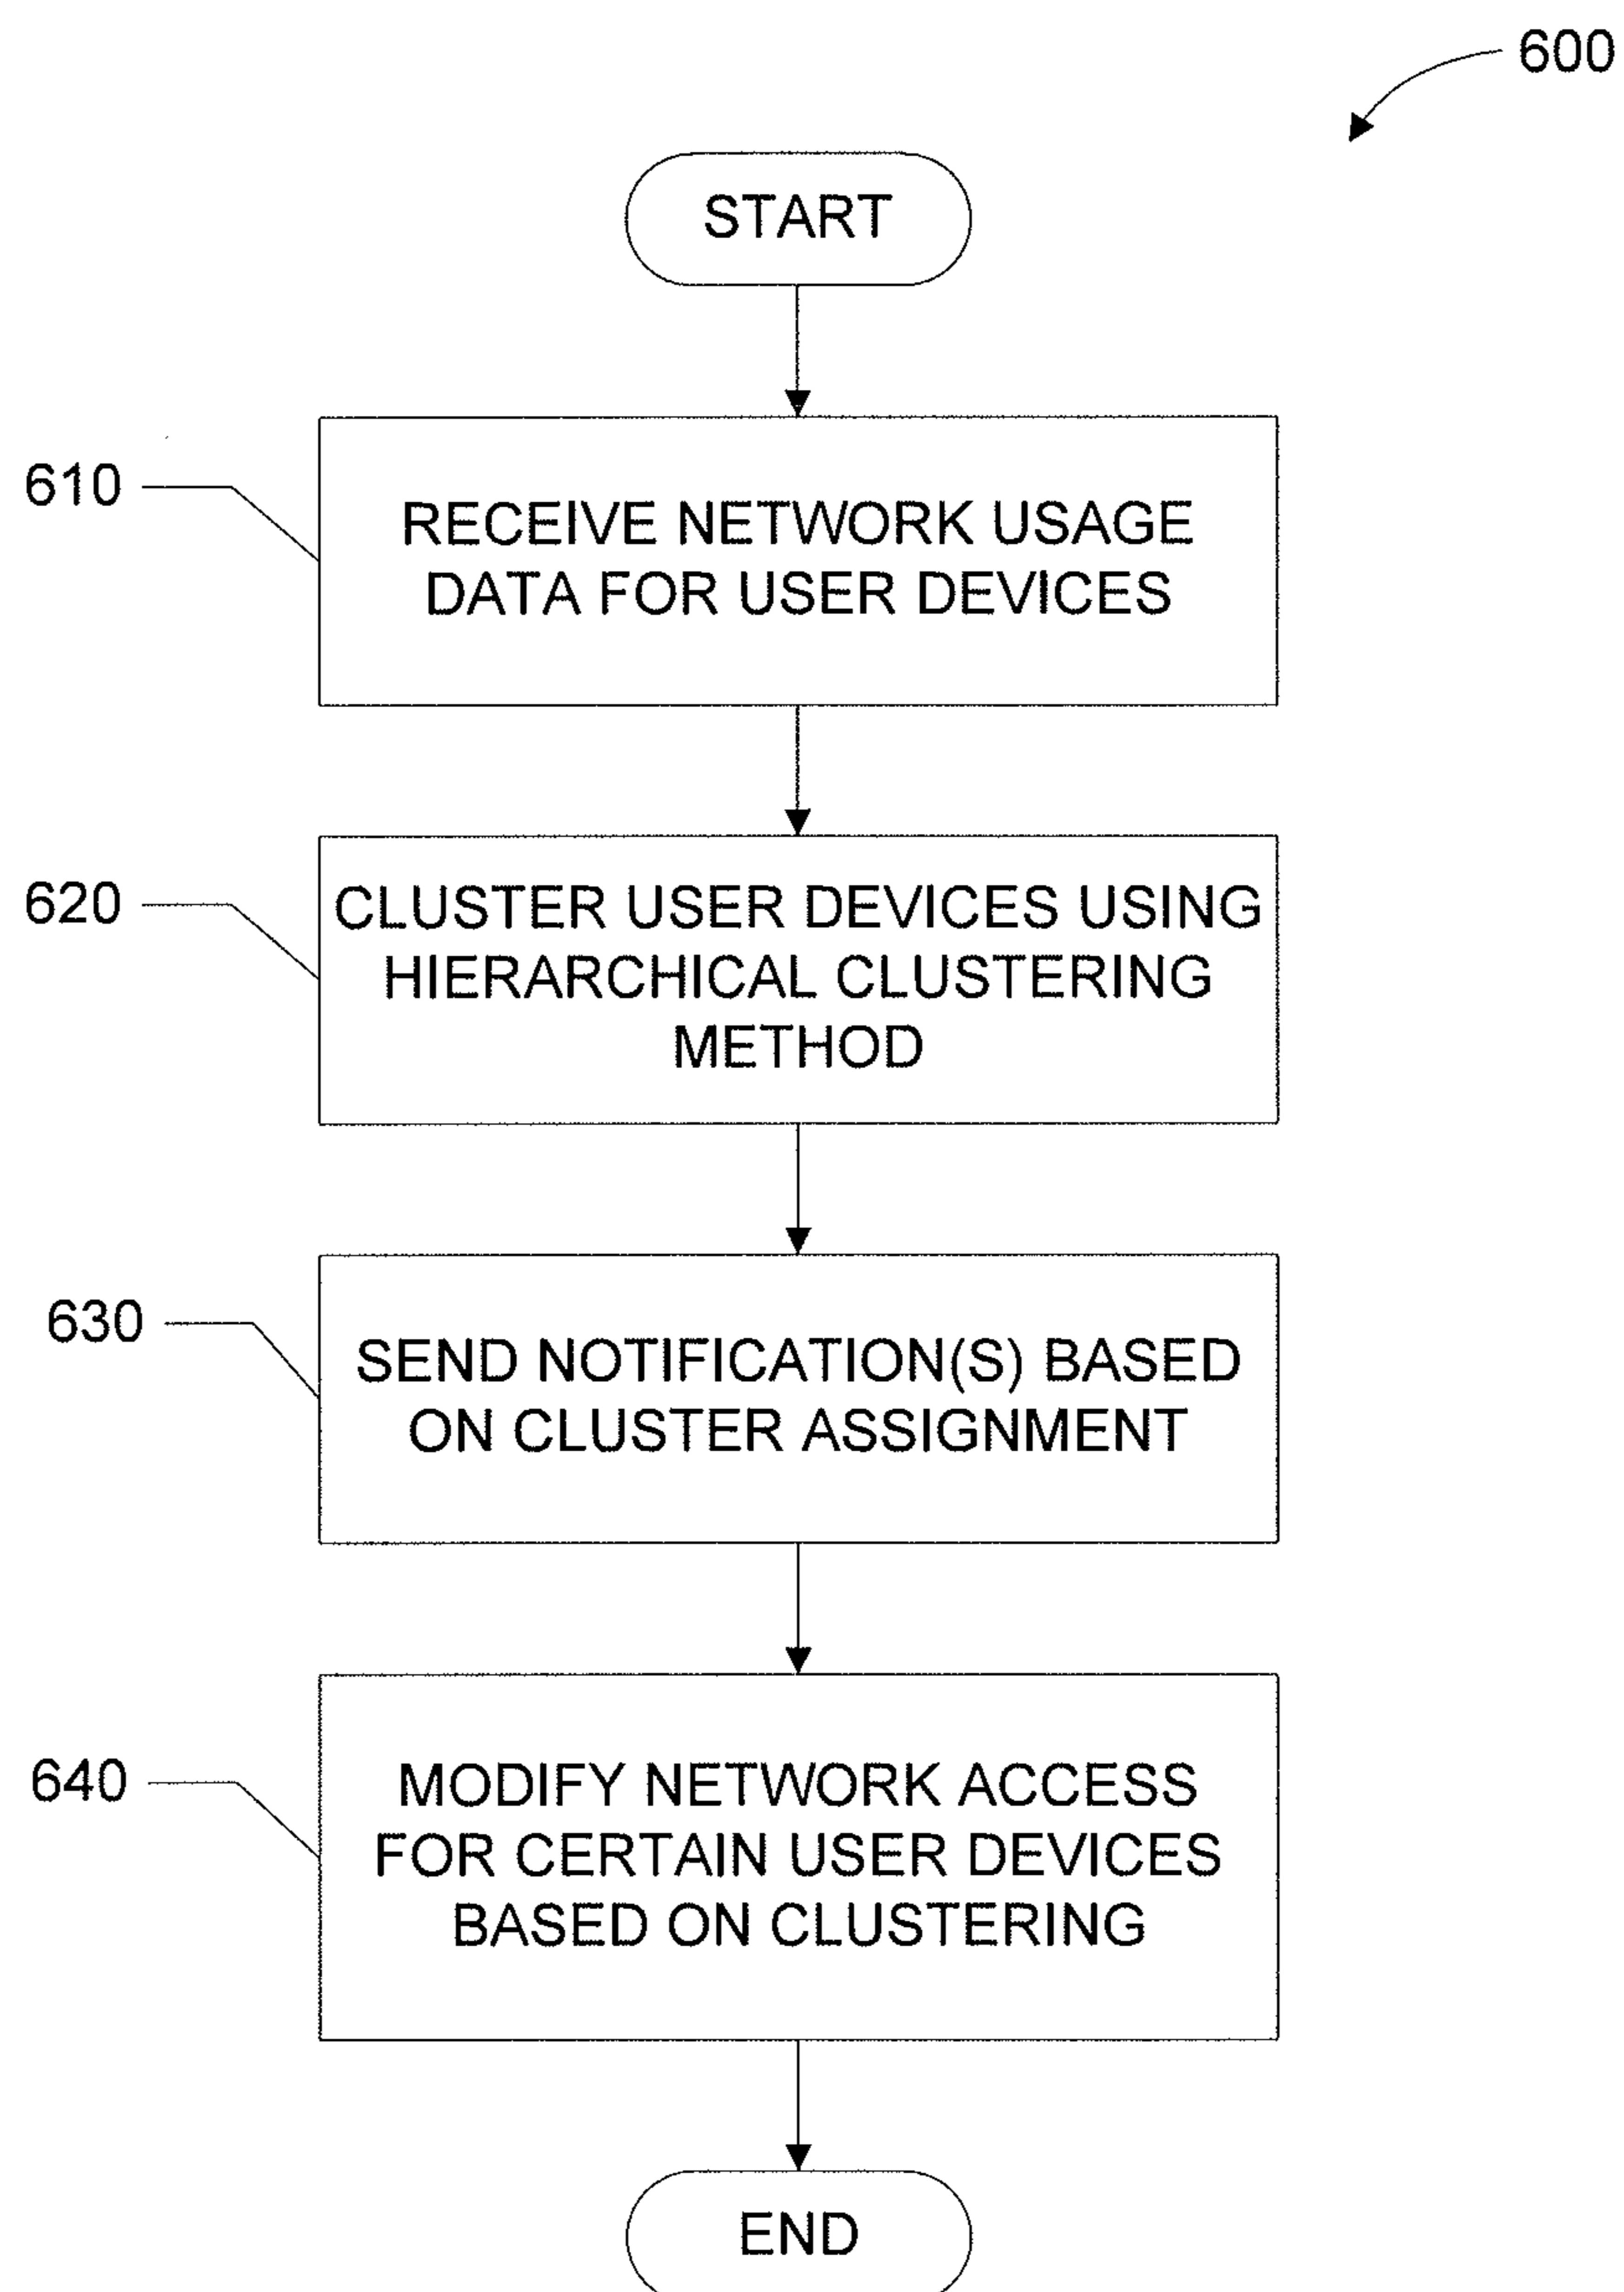 600
START
610
RECEIVE NETWORK USAGE
DATA FOR USER DEVICES
620
CLUSTER USER DEVICES USING
HIERARCHICAL CLUSTERING
METHOD
630
SEND NOTIFICATION(S) BASED
ON CLUSTER ASSIGNMENT
640
MODIFY NETWORK ACCESS
FOR CERTAIN USER DEVICES
BASED ON CLUSTERING
END